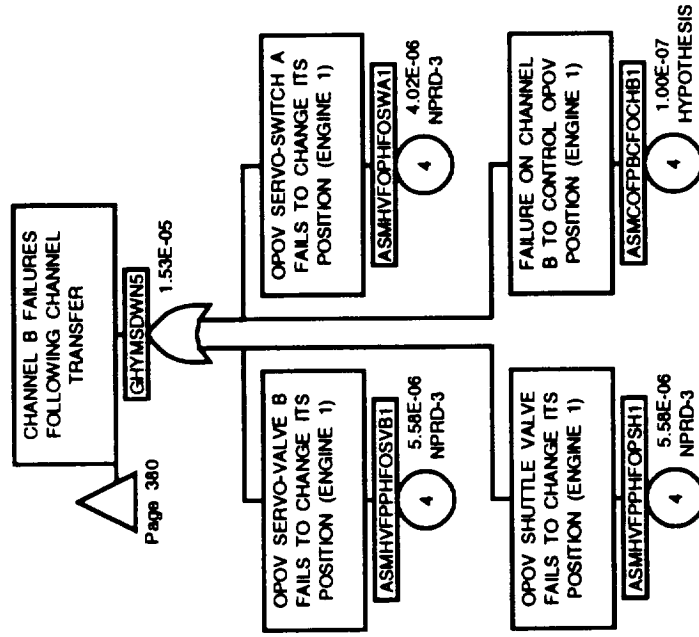 CHANNEL B FAILURES
FOLLOWING CHANNEL
TRANSFER
Page 380
GHYMSDWN5
1.53E-05
OPOV SERVO-VALVE B
FAILS TO CHANGE ITS
POSITION (ENGINE 1)
ASMHVFPPHFOSVB1
4
5.58E-06
NPRD-3
OPOV SERVO-SWITCH A
FAILS TO CHANGE ITS
POSITION (ENGINE 1)
ASMHVFOPHFOSWA1
4
4.02E-06
NPRD-3
OPOV SHUTTLE VALVE
FAILS TO CHANGE ITS
POSITION (ENGINE 1)
ASMHVFPPHFOPSH1
4
5.58E-06
NPRD-3
FAILURE ON CHANNEL
B TO CONTROL OPOV
POSITION (ENGINE 1)
ASMCOFPBCFOCHB1
4
1.00E-07
HYPOTHESIS